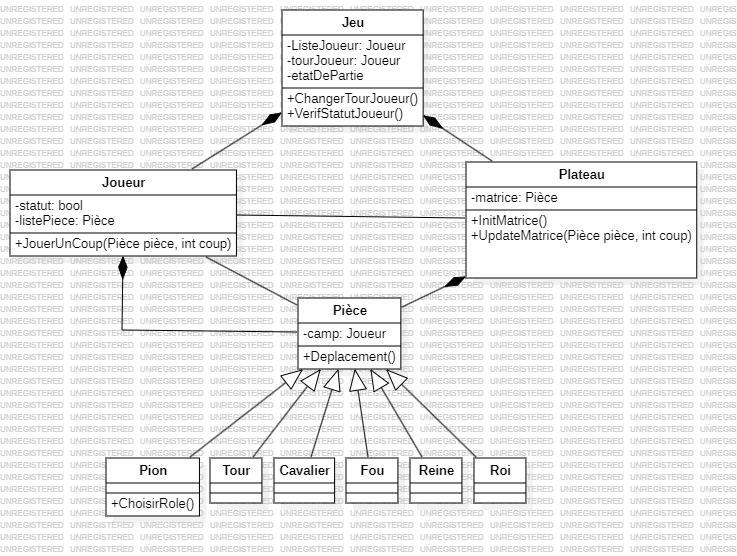 Jeu
-ListeJoueur: Joueur
-tourJoueur: Joueur
-etatDePartie
+ChangerTourJoueur()
+VerifStatutJoueur()
Joueur
-statut: bool
-listePiece: Pièce
+JouerUnCoup(Pièce pièce, int coup)
Plateau
-matrice: Pièce
+InitMatrice()
+UpdateMatrice(Pièce pièce, int coup)
Pièce
-camp: Joueur
+Deplacement()
Pion
+ChoisirRole()
Tour
Cavalier
Fou
Reine
Roi
UNREGISTERED